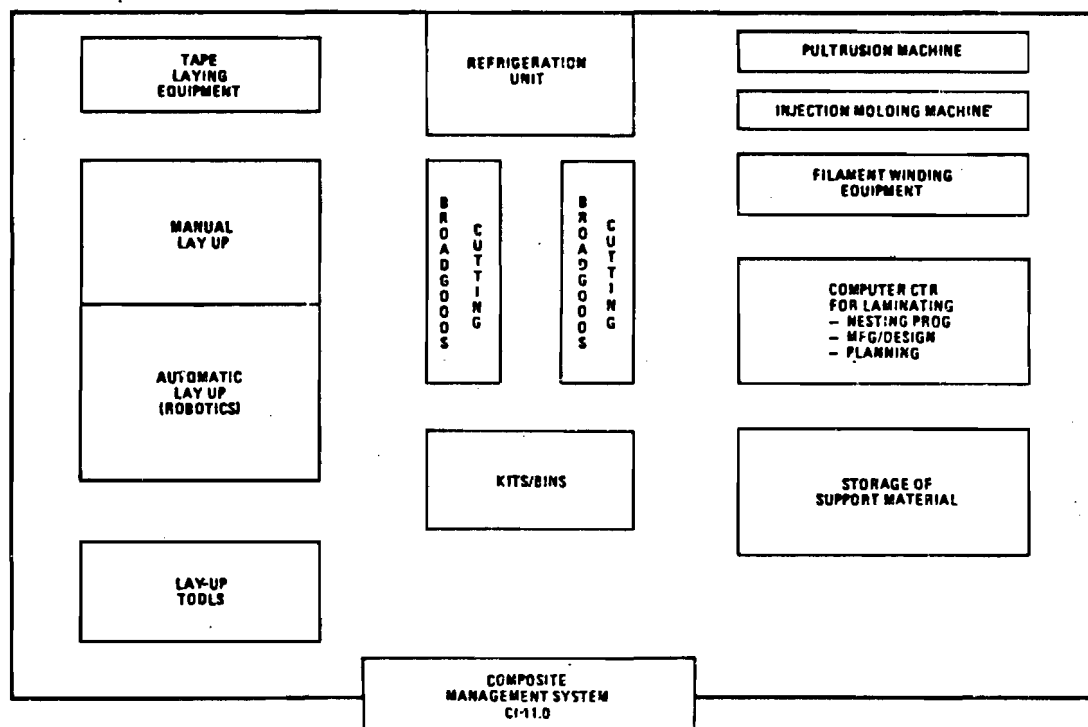 TAPE
LAYING
EQUIPMENT
REFRIGERATION
UNIT
PULTRUSION MACHINE
INJECTION MOLDING MACHINE
FILAMENT WINDING
EQUIPMENT
MANUAL
LAY UP
BROADGOODS
CUTTING
BROADGOODS
CUTTING
COMPUTER CTR
FOR LAMINATING
– NESTING PROG
– MFG/DESIGN
– PLANNING
AUTOMATIC
LAY UP
(ROBOTICS)
KITS/BINS
STORAGE OF
SUPPORT MATERIAL
LAY-UP
TOOLS
COMPOSITE
MANAGEMENT SYSTEM
CI-11.0